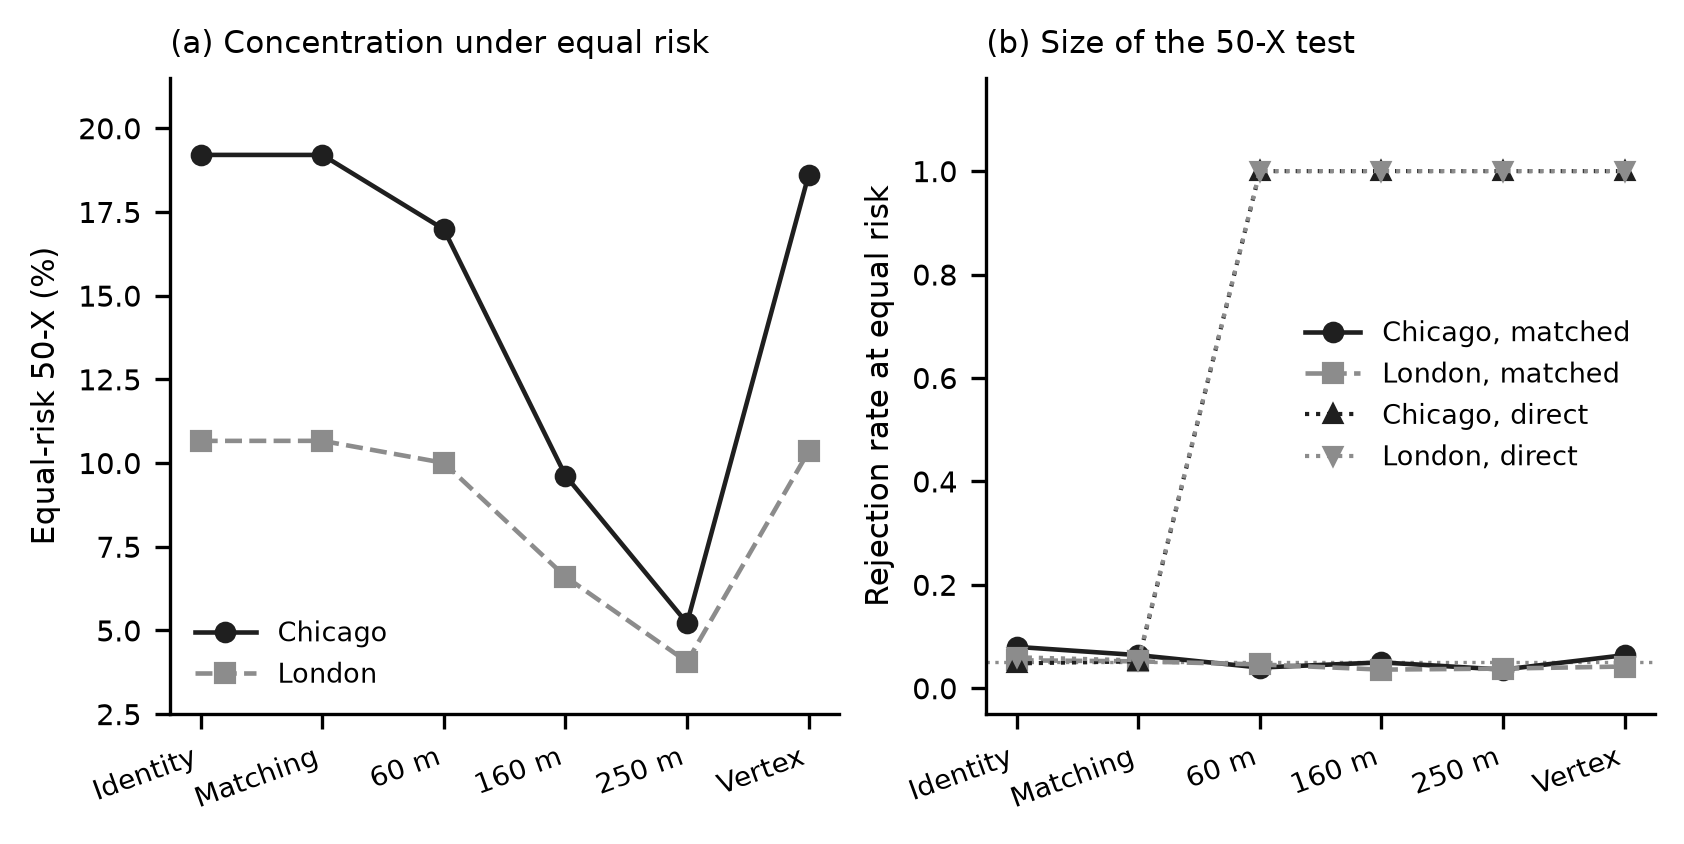 (a) Concentration under equal risk
Equal-risk 50-X (%)
20.0
17.5
15.0
12.5
10.0
7.5
5.0
2.5
Chicago
London
Identity
Matching
60 m
160 m
250 m
Vertex
(b) Size of the 50-X test
Rejection rate at equal risk
1.0
0.8
0.6
0.4
0.2
0.0
Chicago, matched
London, matched
Chicago, direct
London, direct
Identity
Matching
60 m
160 m
250 m
Vertex